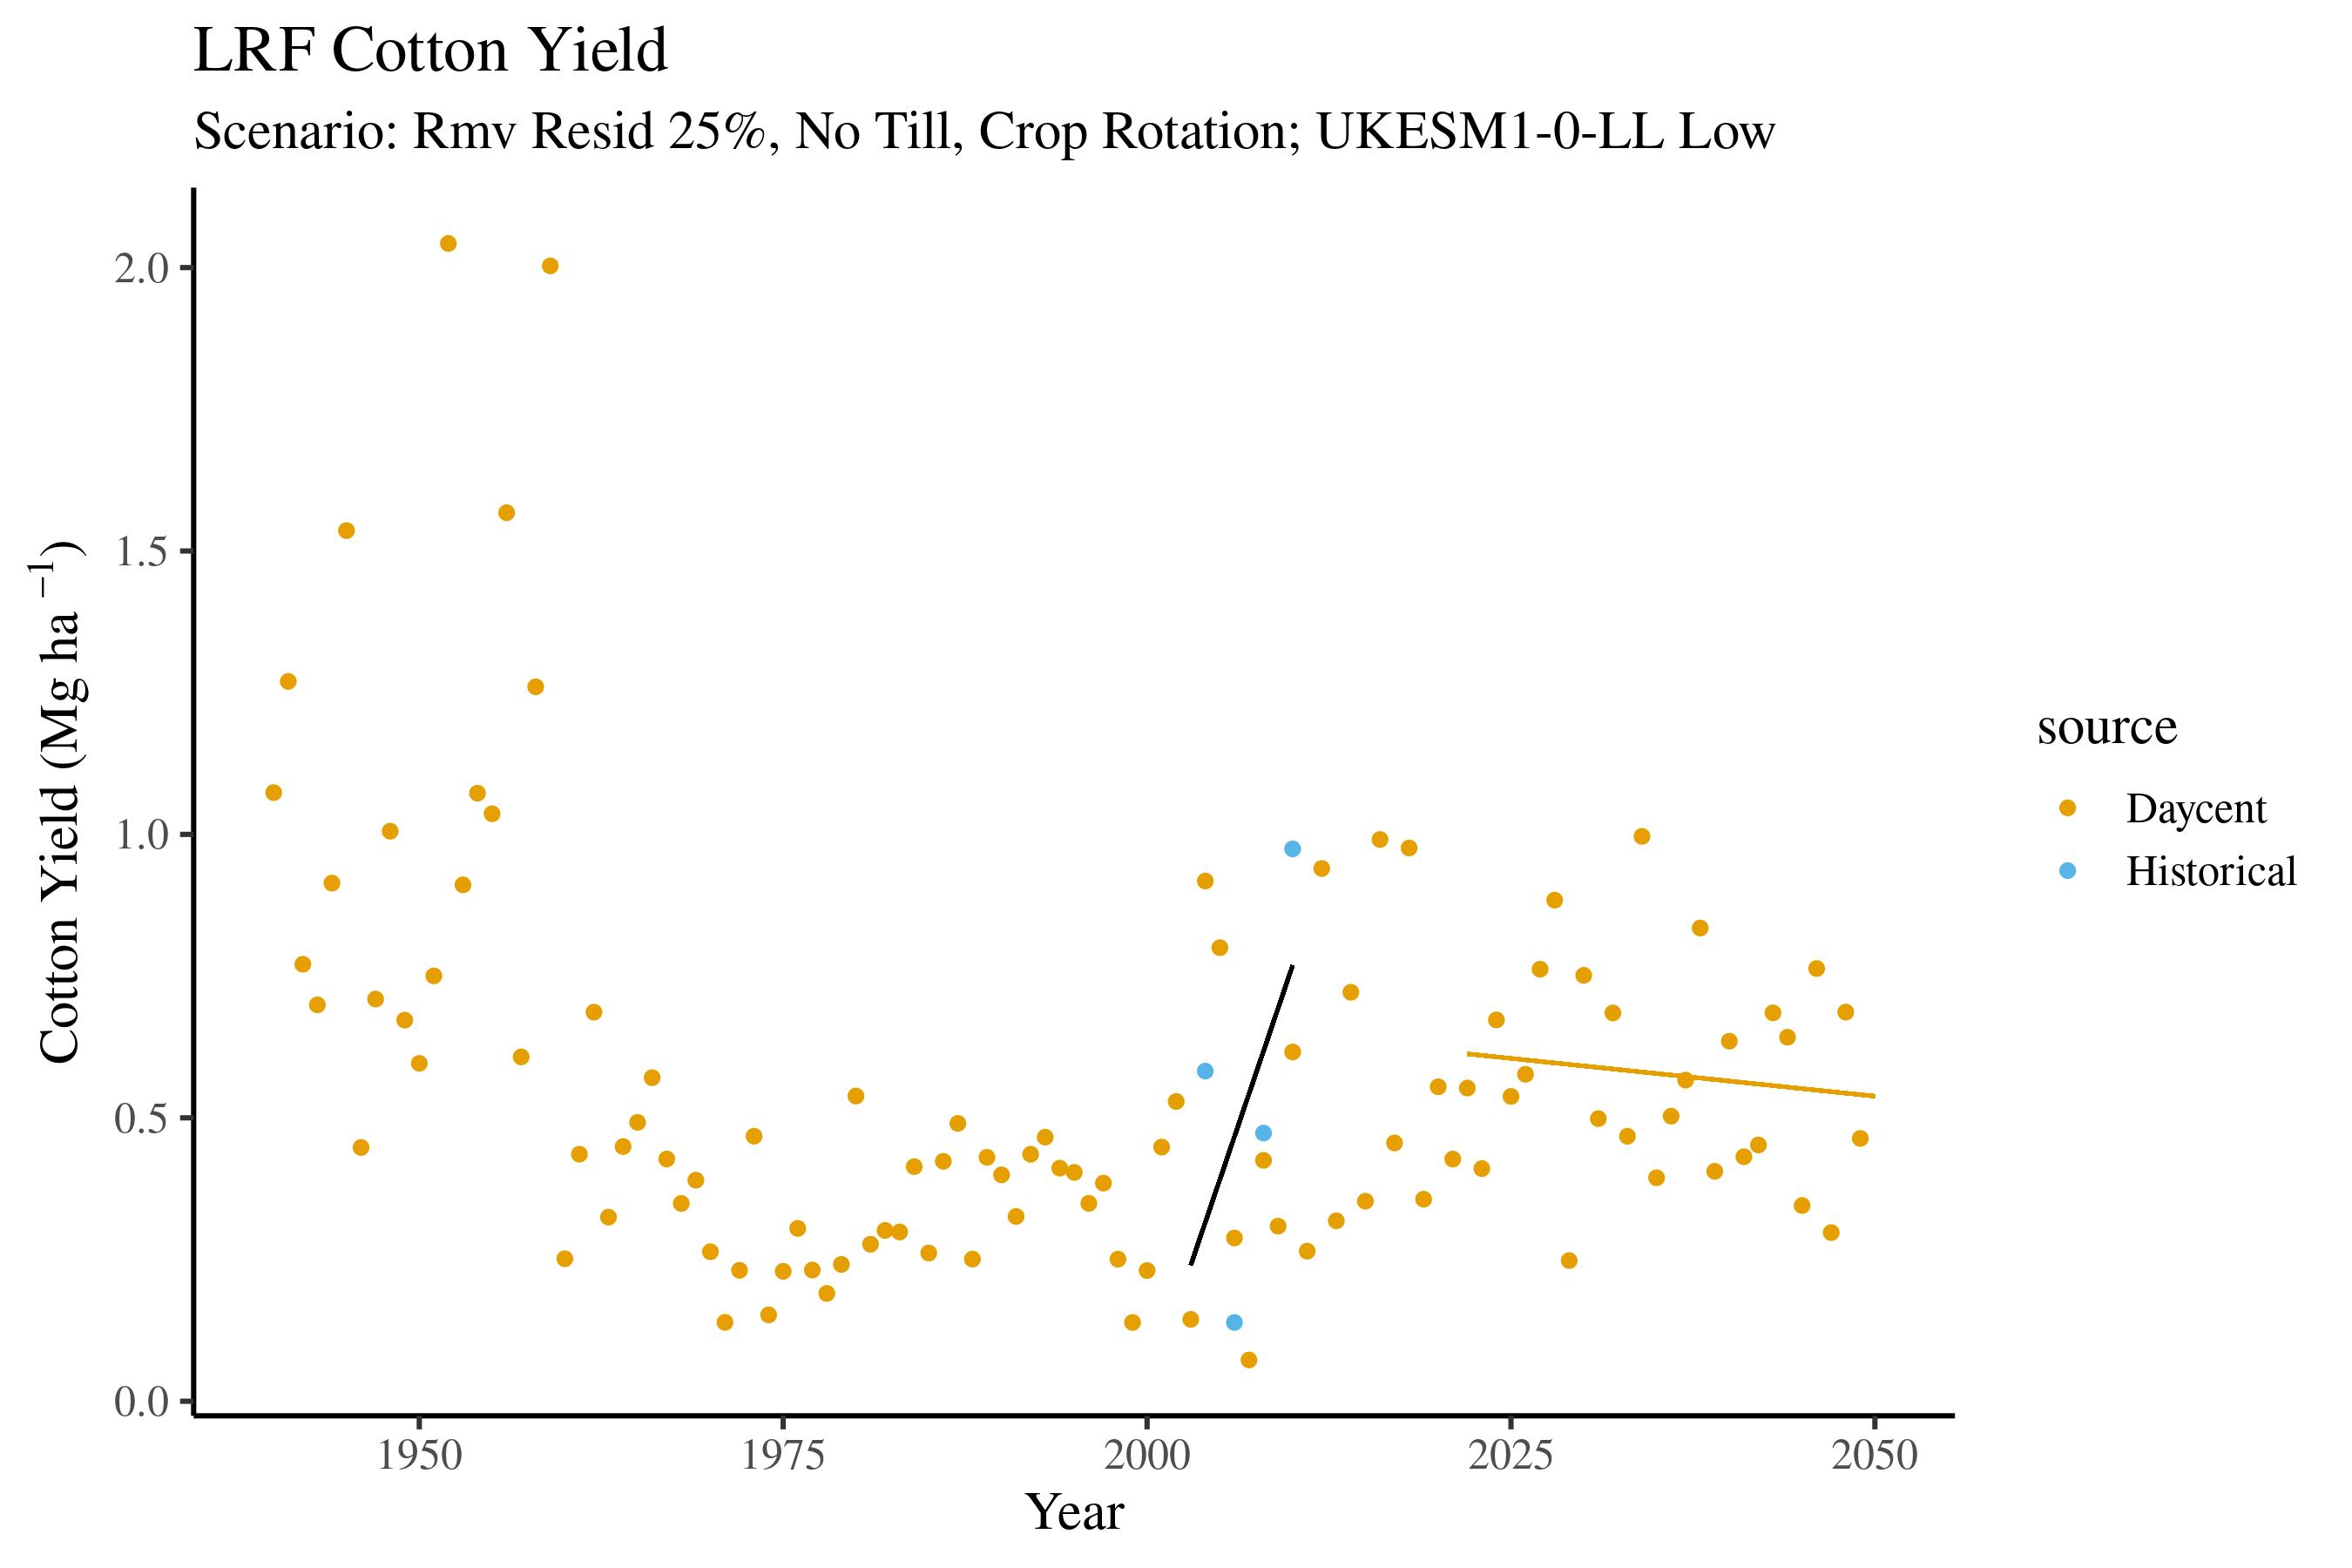 LRF Cotton Yield
Scenario: Rmv Resid 25%, No Till, Crop Rotation; UKESM1-0-LL Low
Cotton Yield (Mg ha⁻¹)
2.0
1.5
1.0
0.5
0.0
1950 1975 2000 2025 2050
Year
source
Daycent
Historical